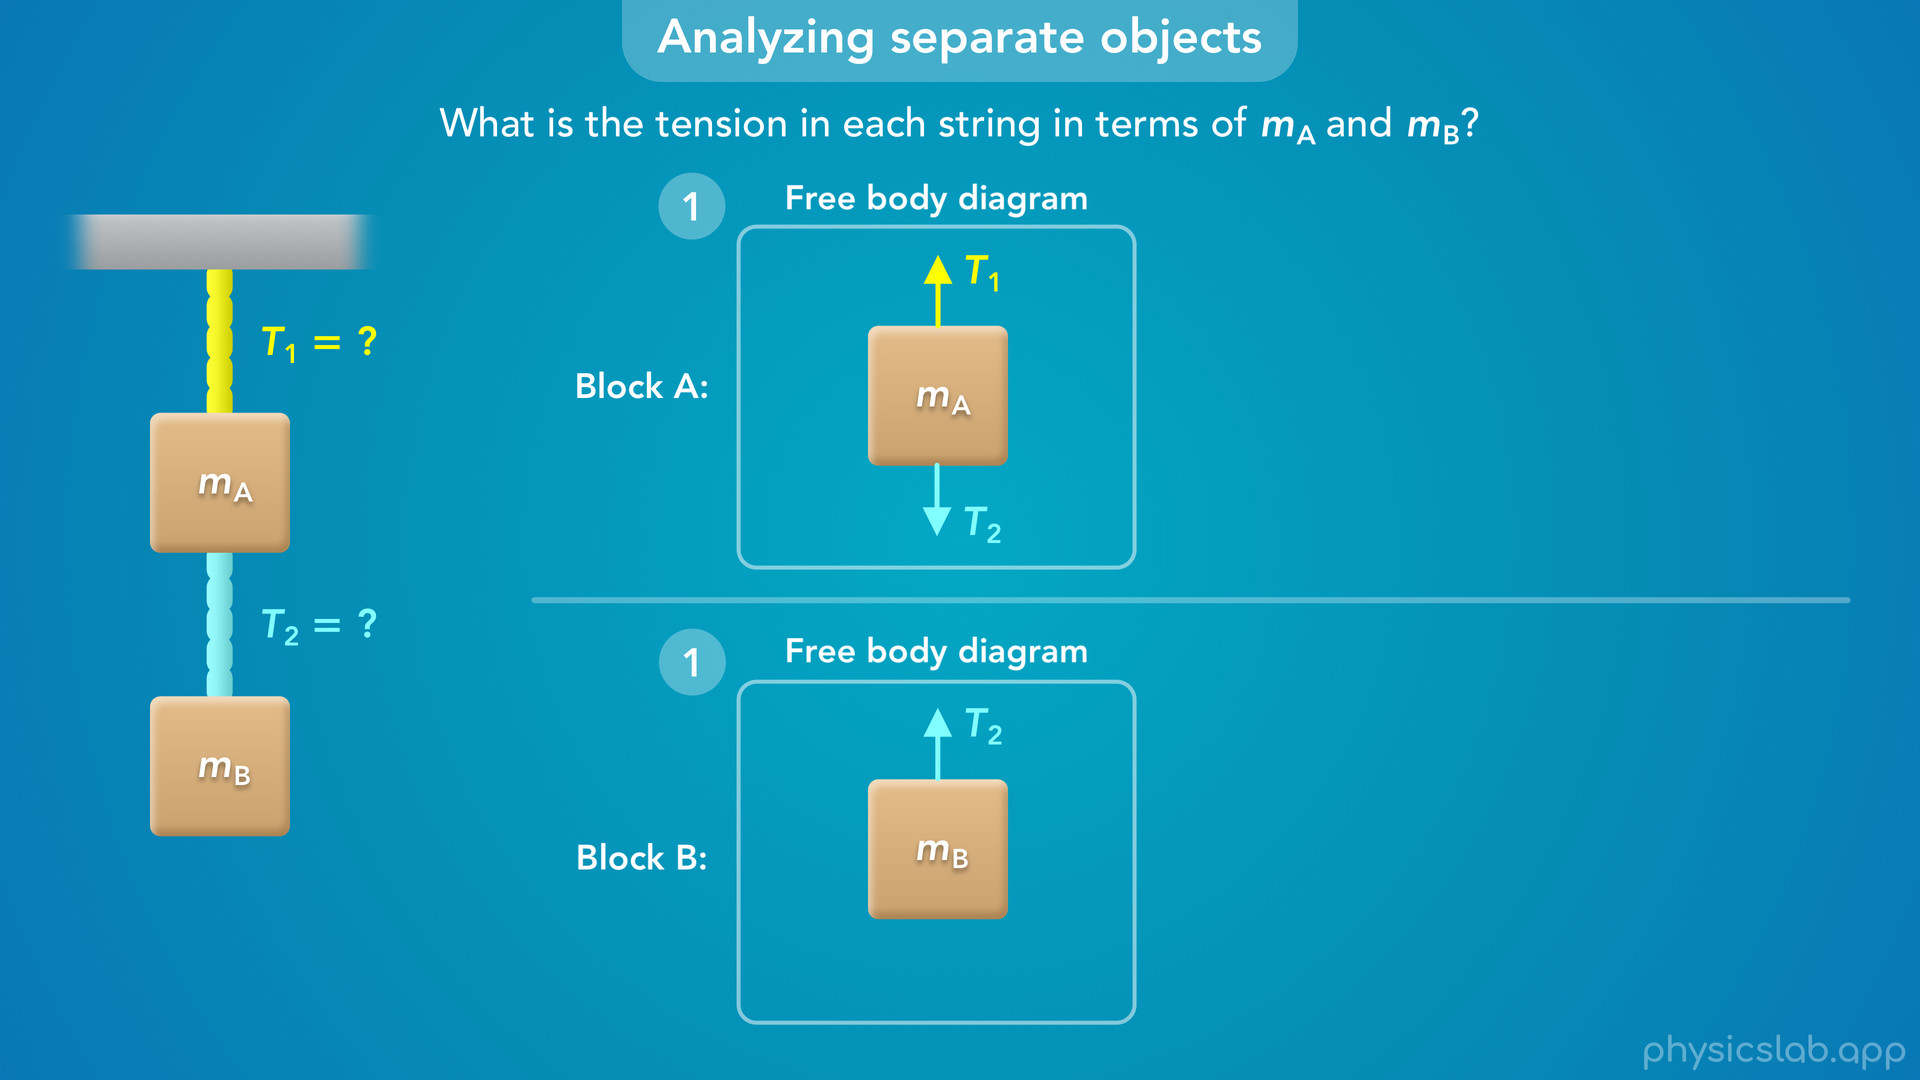 Analyzing separate objects
What is the tension in each string in terms of mA and mB?
1
Free body diagram
T1
T1 = ?
Block A:
mA
mA
T2
T2 = ?
1
Free body diagram
T2
mB
mB
Block B:
physicslab.app